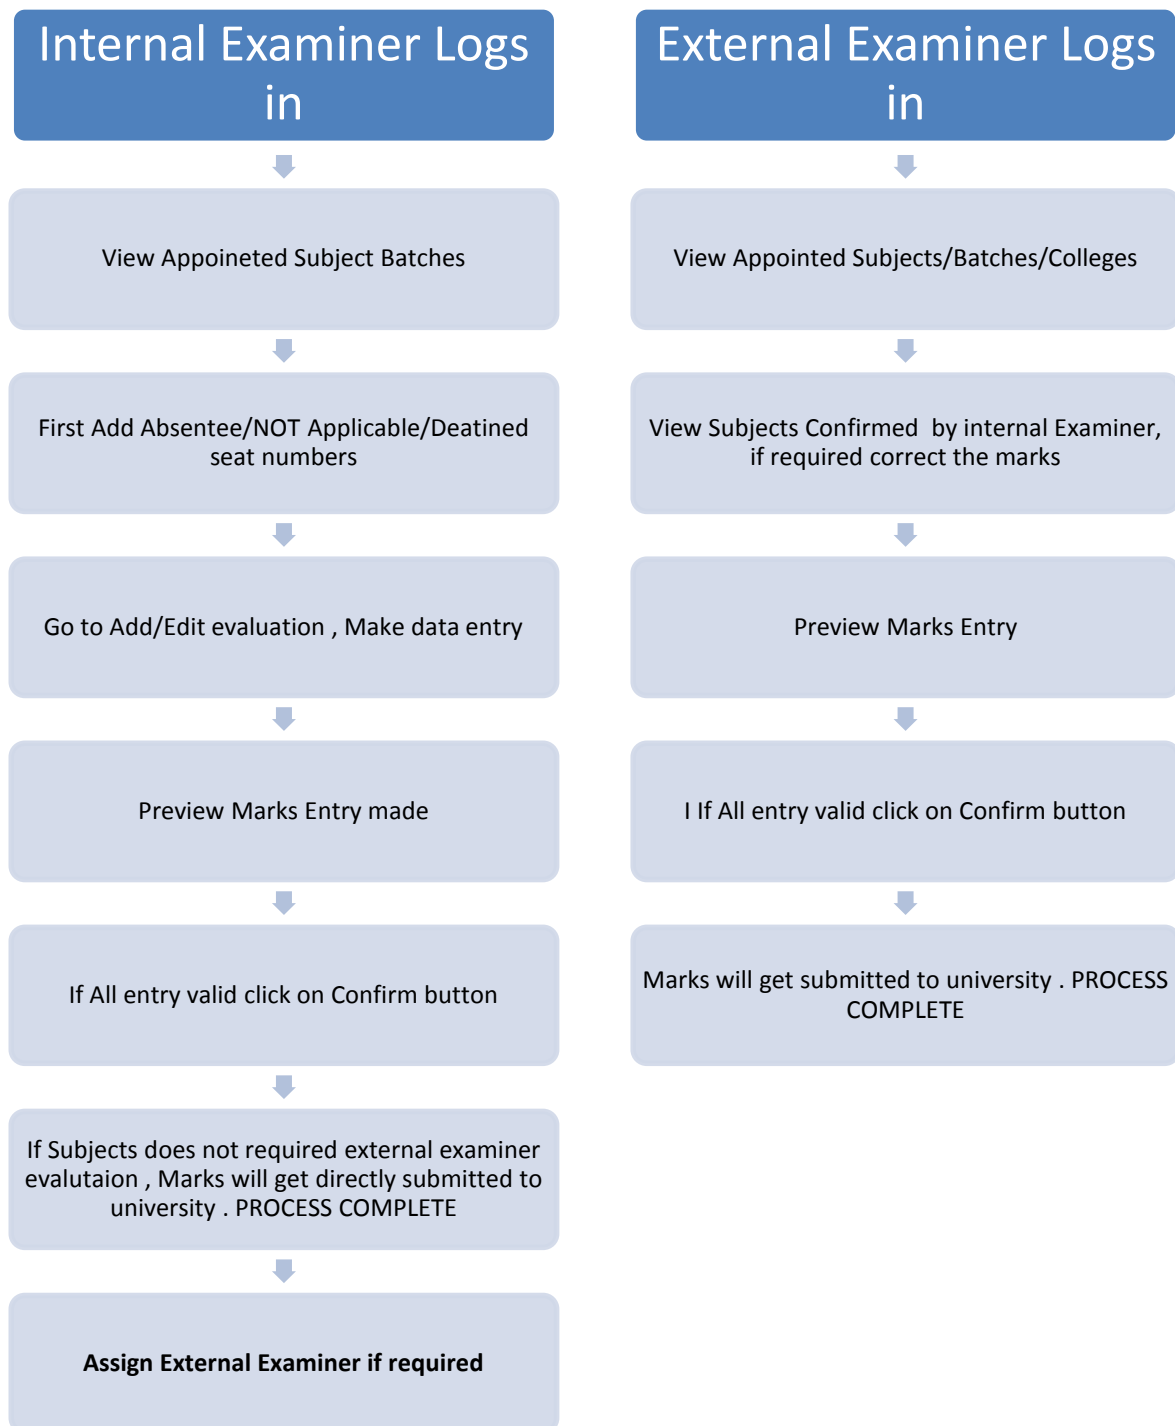 Internal Examiner Logs
in
View Appoineted Subject Batches
First Add Absentee/NOT Applicable/Deatined
seat numbers
Go to Add/Edit evaluation , Make data entry
Preview Marks Entry made
If All entry valid click on Confirm button
If Subjects does not required external examiner
evalutaion , Marks will get directly submitted to
university . PROCESS COMPLETE
Assign External Examiner if required
External Examiner Logs
in
View Appointed Subjects/Batches/Colleges
View Subjects Confirmed  by internal Examiner,
if required correct the marks
Preview Marks Entry
I If All entry valid click on Confirm button
Marks will get submitted to university . PROCESS
COMPLETE